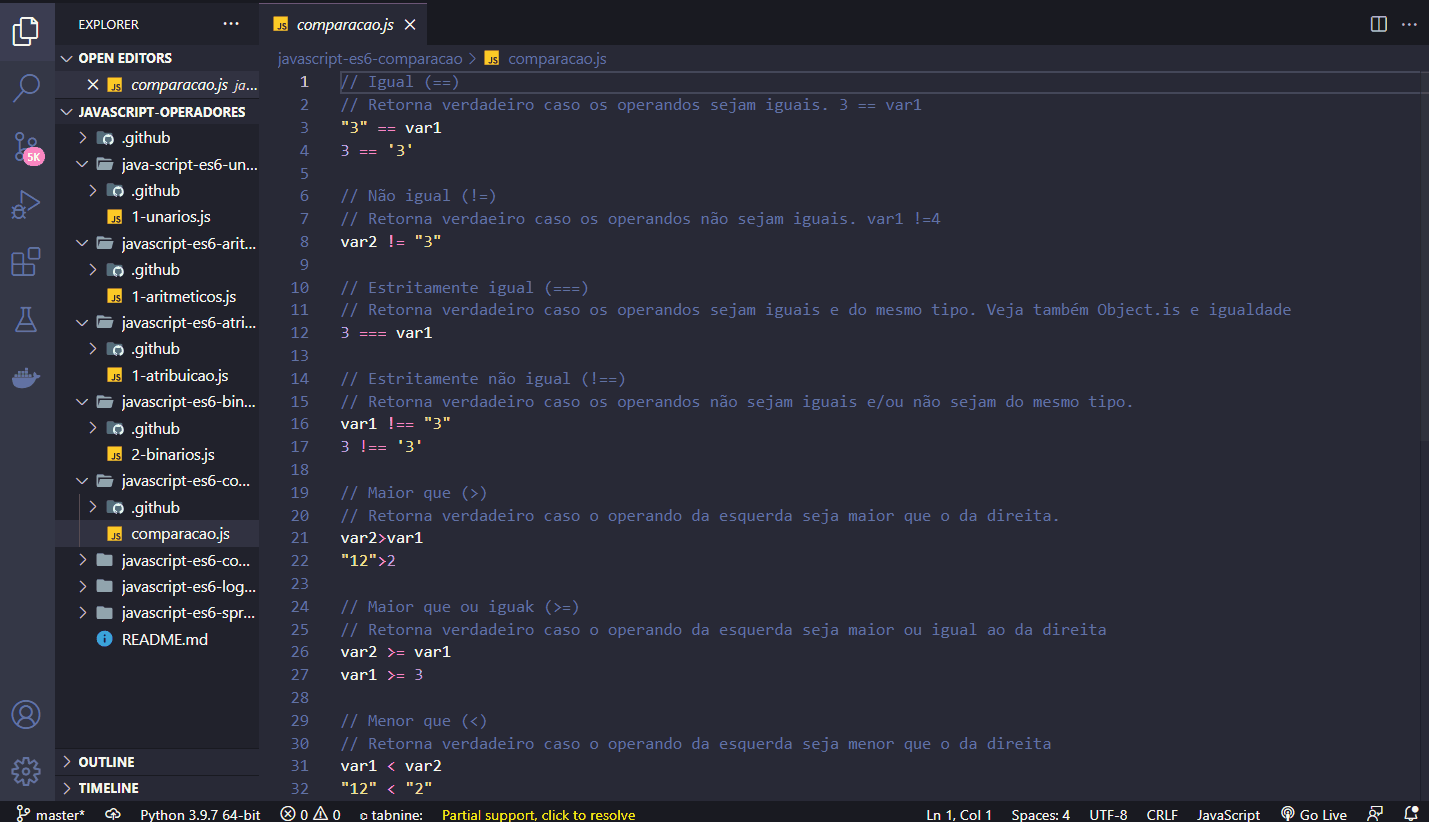 EXPLORER ...
JS comparacao.js
OPEN EDITORS
JS comparacao.js ja...
JAVASCRIPT-OPERADORES
.github
java-script-es6-un...
.github
JS 1-unarios.js
javascript-es6-arit...
.github
JS 1-aritmeticos.js
javascript-es6-atri...
.github
JS 1-atribuicao.js
javascript-es6-bin...
.github
JS 2-binarios.js
javascript-es6-co...
.github
JS comparacao.js
javascript-es6-co...
javascript-es6-log...
javascript-es6-spr...
README.md
OUTLINE
TIMELINE
5K
javascript-es6-comparacao > JS comparacao.js
1 // Igual (==)
2 // Retorna verdadeiro caso os operandos sejam iguais. 3 == var1
3 "3" == var1
4 3 == '3'
5
6 // Não igual (!=)
7 // Retorna verdaeiro caso os operandos não sejam iguais. var1 !=4
8 var2 != "3"
9
10 // Estritamente igual (===)
11 // Retorna verdadeiro caso os operandos sejam iguais e do mesmo tipo. Veja também Object.is e igualdade
12 3 === var1
13
14 // Estritamente não igual (!==)
15 // Retorna verdadeiro caso os operandos não sejam iguais e/ou não sejam do mesmo tipo.
16 var1 !== "3"
17 3 !== '3'
18
19 // Maior que (>)
20 // Retorna verdadeiro caso o operando da esquerda seja maior que o da direita.
21 var2>var1
22 "12">2
23
24 // Maior que ou iguak (>=)
25 // Retorna verdadeiro caso o operando da esquerda seja maior ou igual ao da direita
26 var2 >= var1
27 var1 >= 3
28
29 // Menor que (<)
30 // Retorna verdadeiro caso o operando da esquerda seja menor que o da direita
31 var1 < var2
32 "12" < "2"
master* Python 3.9.7 64-bit 0 0 tabnine: Partial support, click to resolve Ln 1, Col 1 Spaces: 4 UTF-8 CRLF JavaScript Go Live